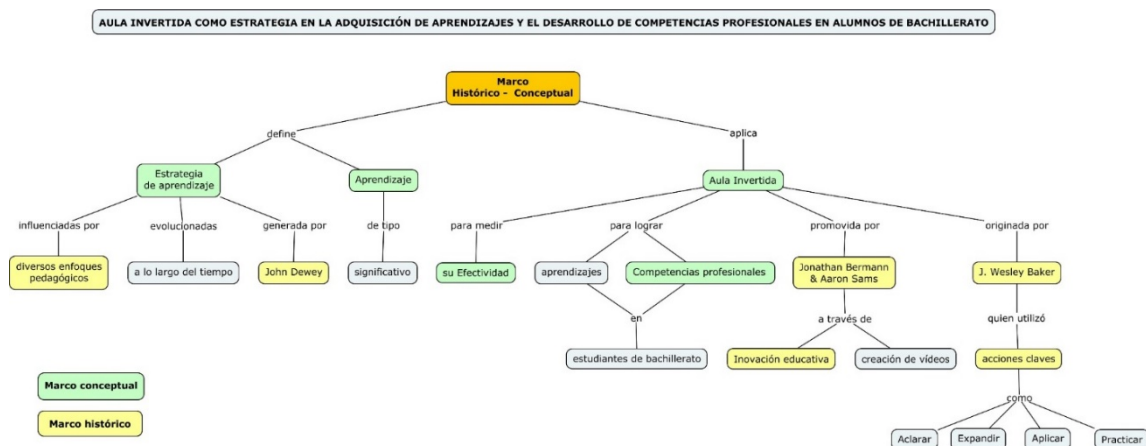 AULA INVERTIDA COMO ESTRATEGIA EN LA ADQUISICIÓN DE APRENDIZAJES Y EL DESARROLLO DE COMPETENCIAS PROFESIONALES EN ALUMNOS DE BACHILLERATO
Marco
Histórico - Conceptual
define
aplica
Estrategia
de aprendizaje
Aprendizaje
Aula Invertida
influenciadas por
evolucionadas
generada por
de tipo
para medir
para lograr
promovida por
originada por
diversos enfoques
pedagógicos
a lo largo del tiempo
John Dewey
significativo
su Efectividad
aprendizajes
Competencias profesionales
Jonathan Bermann
& Aaron Sams
J. Wesley Baker
en
a través de
quien utilizó
estudiantes de bachillerato
Inovación educativa
creación de vídeos
acciones claves
Marco conceptual
Marco histórico
como
Aclarar
Expandir
Aplicar
Practicar